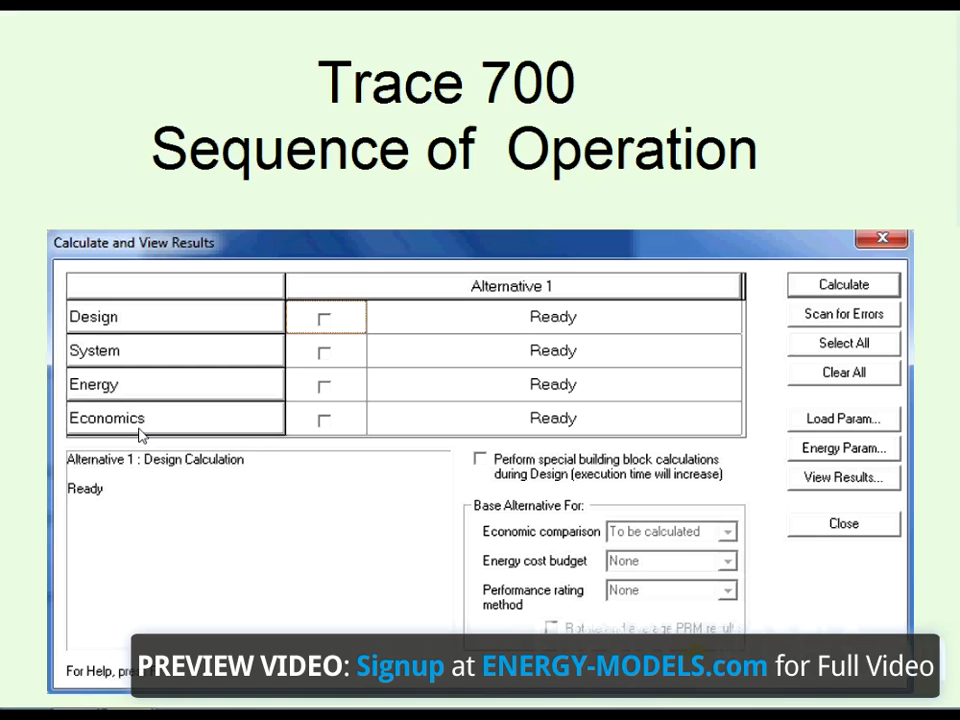 Trace 700
Sequence of Operation
Calculate and View Results
Alternative 1
Design Ready
System Ready
Energy Ready
Economics Ready
Calculate
Scan for Errors
Select All
Clear All
Load Param...
Energy Param...
View Results...
Close
Alternative 1 : Design Calculation
Ready
Perform special building block calculations
during Design (execution time will increase)
Base Alternative For:
Economic comparison To be calculated
Energy cost budget None
Performance rating None
method
and average PRM
For Help,
PREVIEW VIDEO: Signup at ENERGY-MODELS.com for Full Video